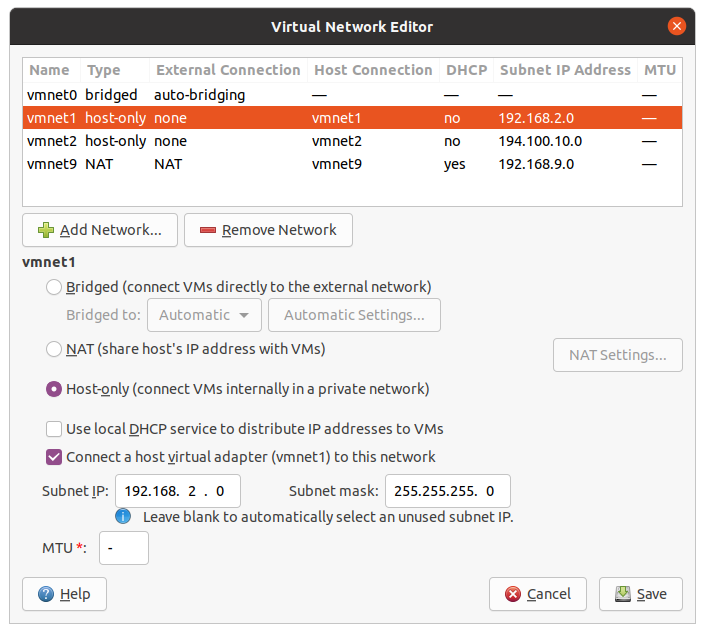 Virtual Network Editor
Name Type External Connection Host Connection DHCP Subnet IP Address MTU
vmnet0 bridged auto-bridging — — — —
vmnet1 host-only none vmnet1 no 192.168.2.0 —
vmnet2 host-only none vmnet2 no 194.100.10.0 —
vmnet9 NAT NAT vmnet9 yes 192.168.9.0 —
Add Network... Remove Network
vmnet1
Bridged (connect VMs directly to the external network)
Bridged to: Automatic Automatic Settings...
NAT (share host's IP address with VMs)
NAT Settings...
Host-only (connect VMs internally in a private network)
Use local DHCP service to distribute IP addresses to VMs
Connect a host virtual adapter (vmnet1) to this network
Subnet IP: 192.168. 2 . 0 Subnet mask: 255.255.255. 0
Leave blank to automatically select an unused subnet IP.
MTU *: -
Help Cancel Save